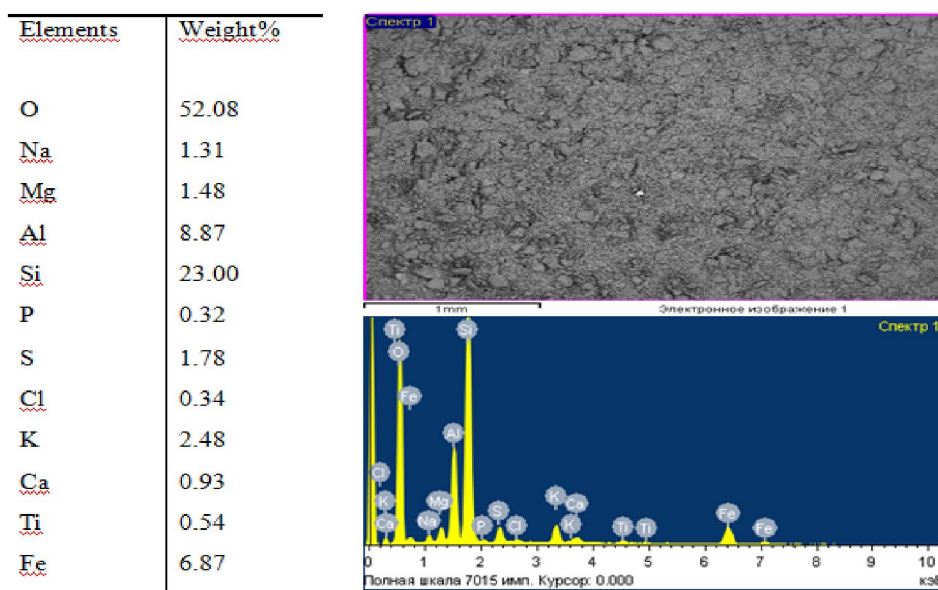 Elements Weight%
O 52.08
Na 1.31
Mg 1.48
Al 8.87
Si 23.00
P 0.32
S 1.78
Cl 0.34
K 2.48
Ca 0.93
Ti 0.54
Fe 6.87
Спектр 1
1mm Электронное изображение 1
Спектр 1
Ti Si
O
Fe
Al
Cl
K Mg S K Ca Fe
Ca Na P Cl K Ti Ti Fe
0 1 2 3 4 5 6 7 8 9 10
Полная шкала 7015 имп. Курсор: 0.000 кэВ